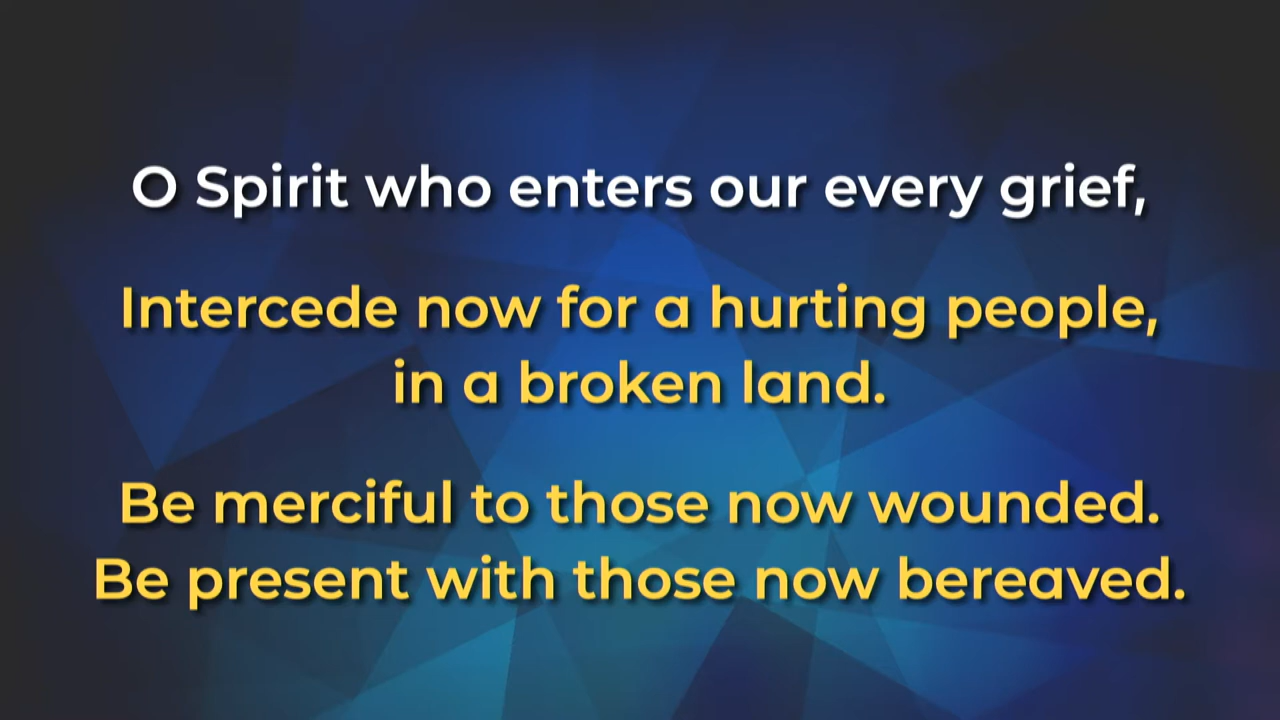 O Spirit who enters our every grief,
Intercede now for a hurting people,
in a broken land.
Be merciful to those now wounded.
Be present with those now bereaved.